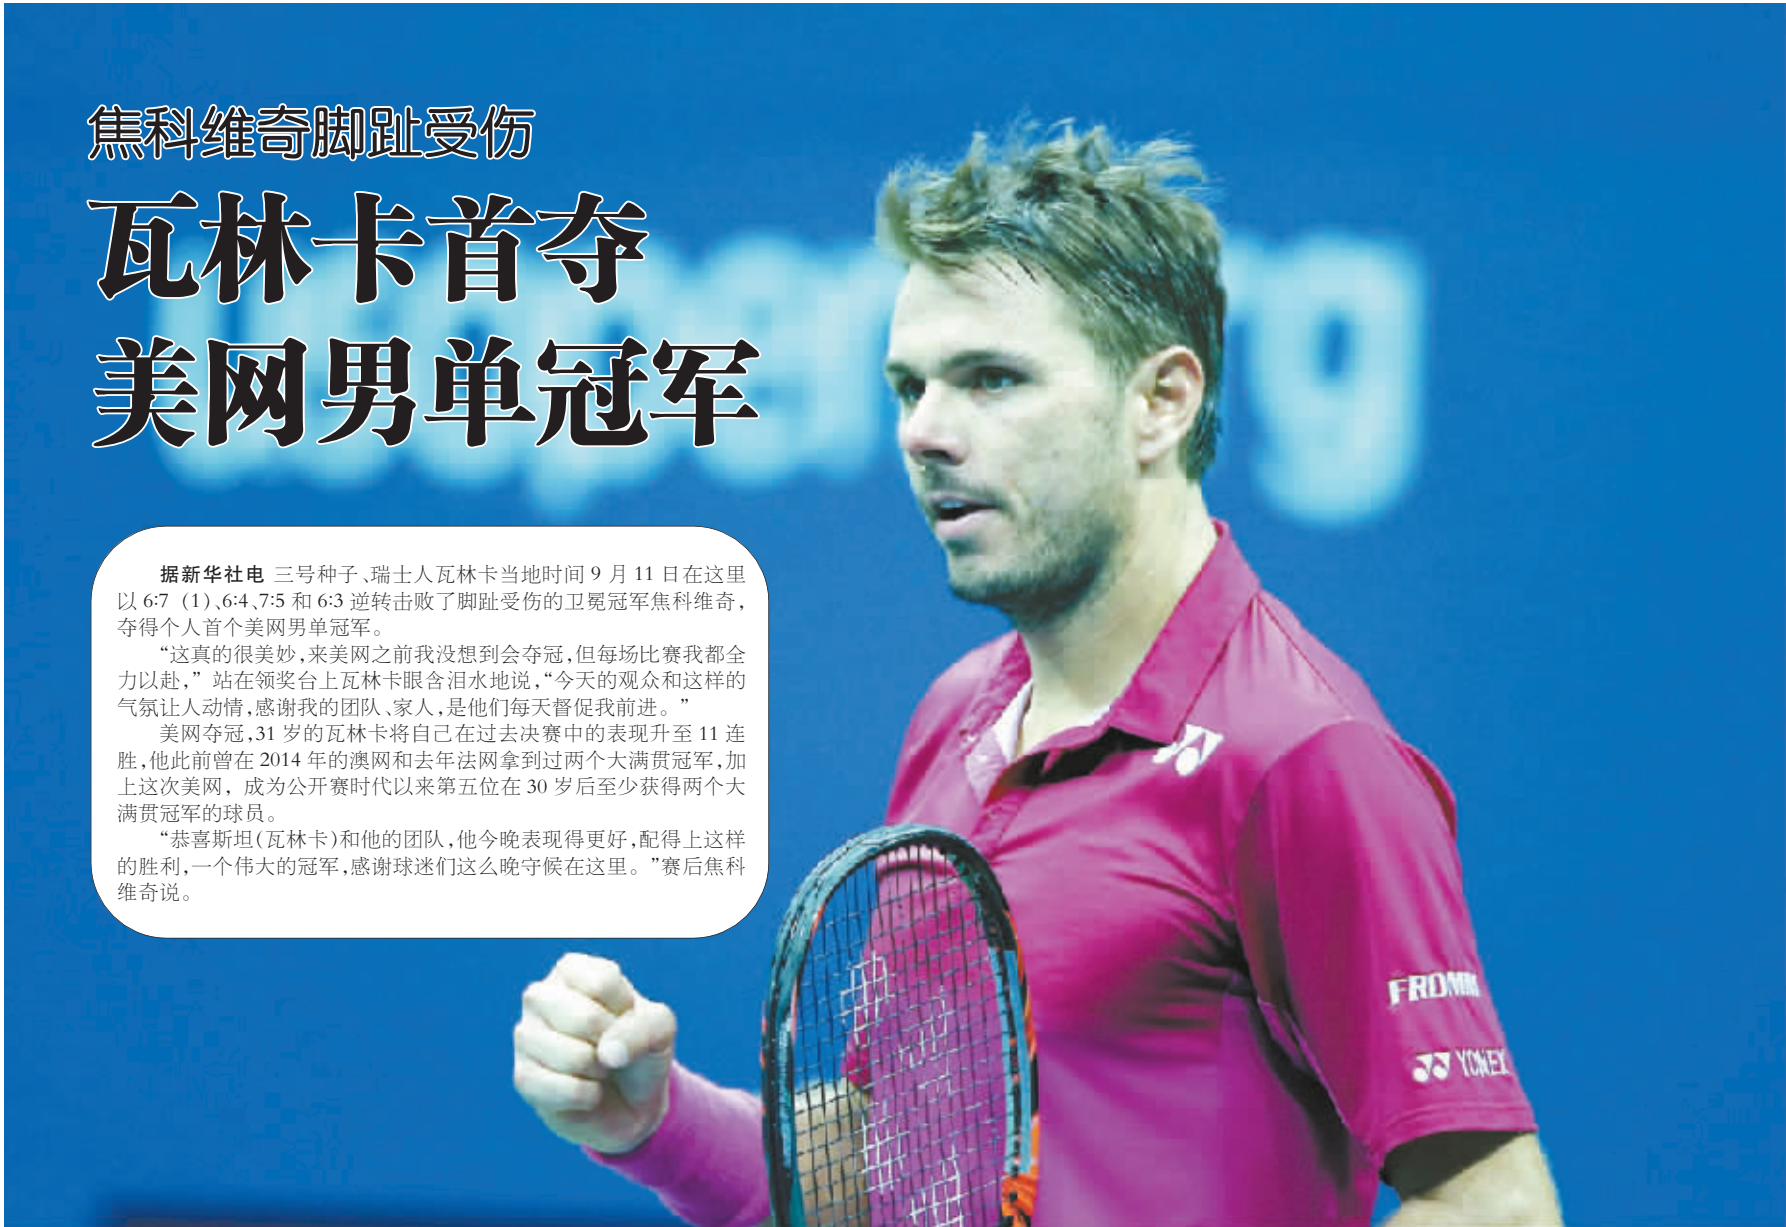 焦科维奇脚趾受伤
瓦林卡首夺
美网男单冠军
据新华社电 三号种子、瑞士人瓦林卡当地时间 9 月 11 日在这里
以 6:7 (1)、6:4、7:5 和 6:3 逆转击败了脚趾受伤的卫冕冠军焦科维奇，
夺得个人首个美网男单冠军。
“这真的很美妙，来美网之前我没想到会夺冠，但每场比赛我都全
力以赴，” 站在领奖台上瓦林卡眼含泪水地说，“今天的观众和这样的
气氛让人动情，感谢我的团队、家人，是他们每天督促我前进。”
美网夺冠，31 岁的瓦林卡将自己在过去决赛中的表现升至 11 连
胜，他此前曾在 2014 年的澳网和去年法网拿到过两个大满贯冠军，加
上这次美网，成为公开赛时代以来第五位在 30 岁后至少获得两个大
满贯冠军的球员。
“恭喜斯坦（瓦林卡）和他的团队，他今晚表现得更好，配得上这样
的胜利，一个伟大的冠军，感谢球迷们这么晚守候在这里。”赛后焦科
维奇说。
FROMM
YONEX